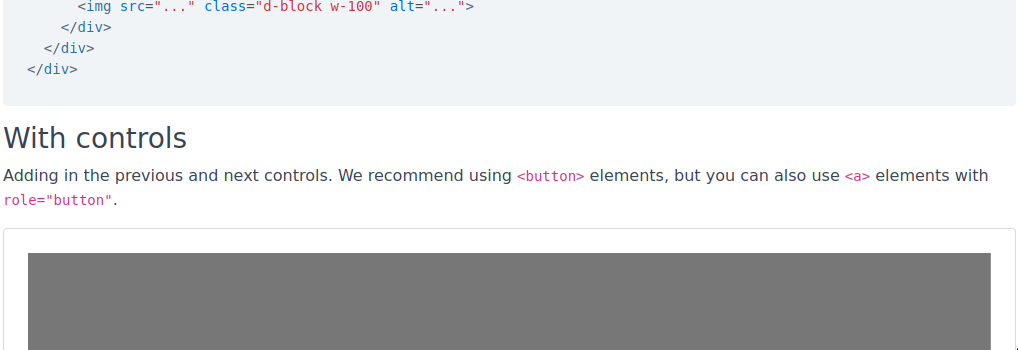 <img src="..." class="d-block w-100" alt="...">
</div>
</div>
</div>
With controls
Adding in the previous and next controls. We recommend using <button> elements, but you can also use <a> elements with
role="button".